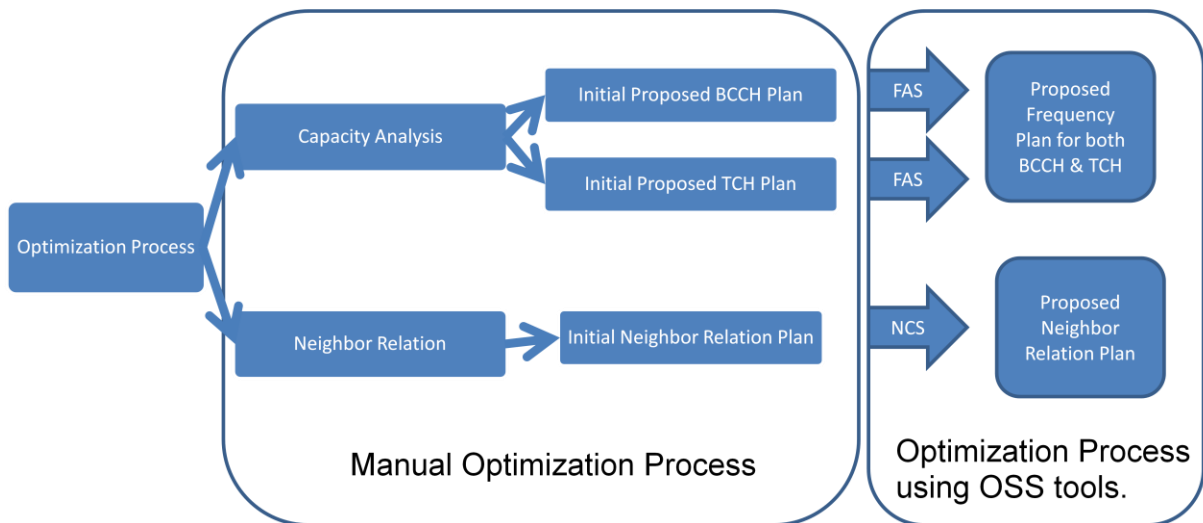 Optimization Process
Capacity Analysis
Initial Proposed BCCH Plan
Initial Proposed TCH Plan
Neighbor Relation
Initial Neighbor Relation Plan
Manual Optimization Process
FAS
FAS
Proposed
Frequency
Plan for both
BCCH & TCH
NCS
Proposed
Neighbor
Relation Plan
Optimization Process
using OSS tools.